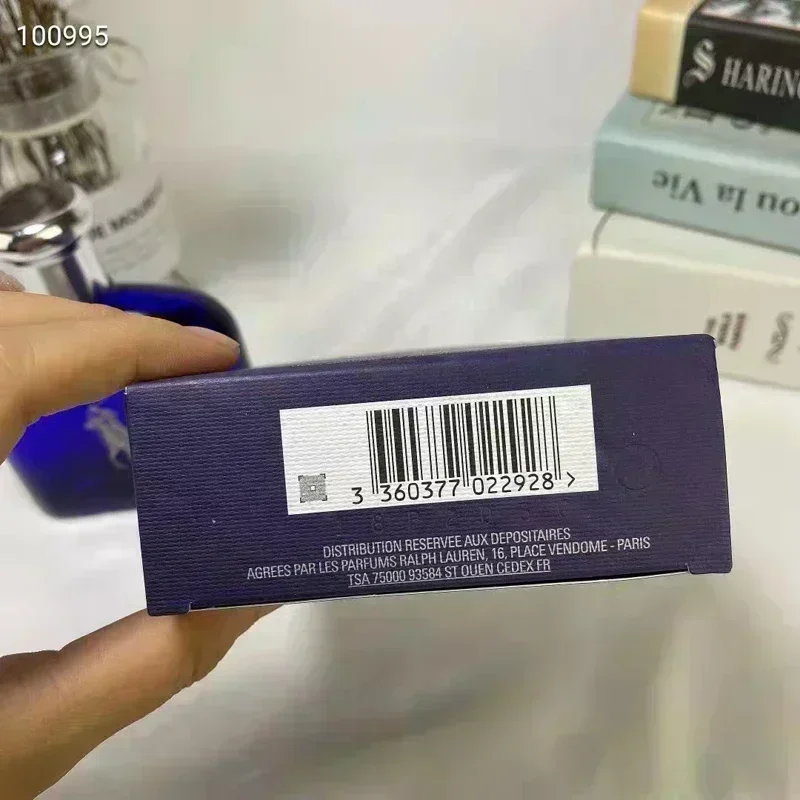 100995
S HARING
ou la Vie
3 360377 022928 >
DISTRIBUTION RESERVEE AUX DEPOSITAIRES
AGREES PAR LES PARFUMS RALPH LAUREN, 16, PLACE VENDOME - PARIS
TSA 75000 93584 ST OUEN CEDEX FR